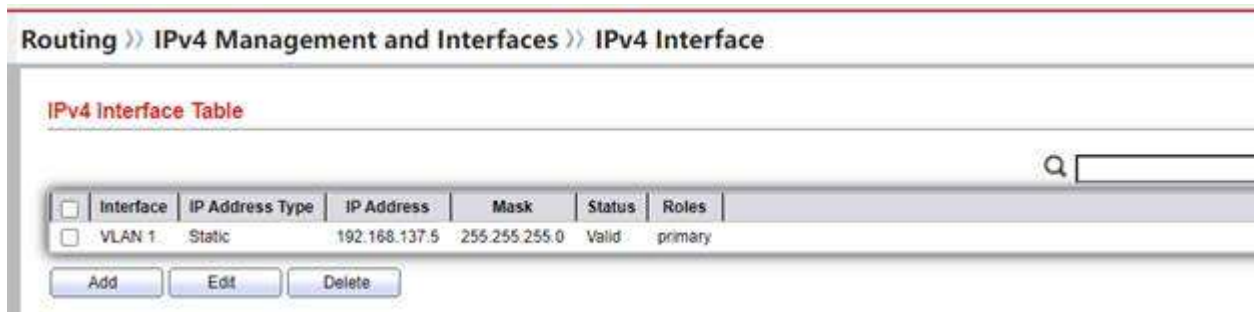 Routing » IPv4 Management and Interfaces » IPv4 Interface
IPv4 Interface Table
Interface IP Address Type IP Address Mask Status Roles
VLAN 1 Static 192.168.137.5 255.255.255.0 Valid primary
Add Edit Delete